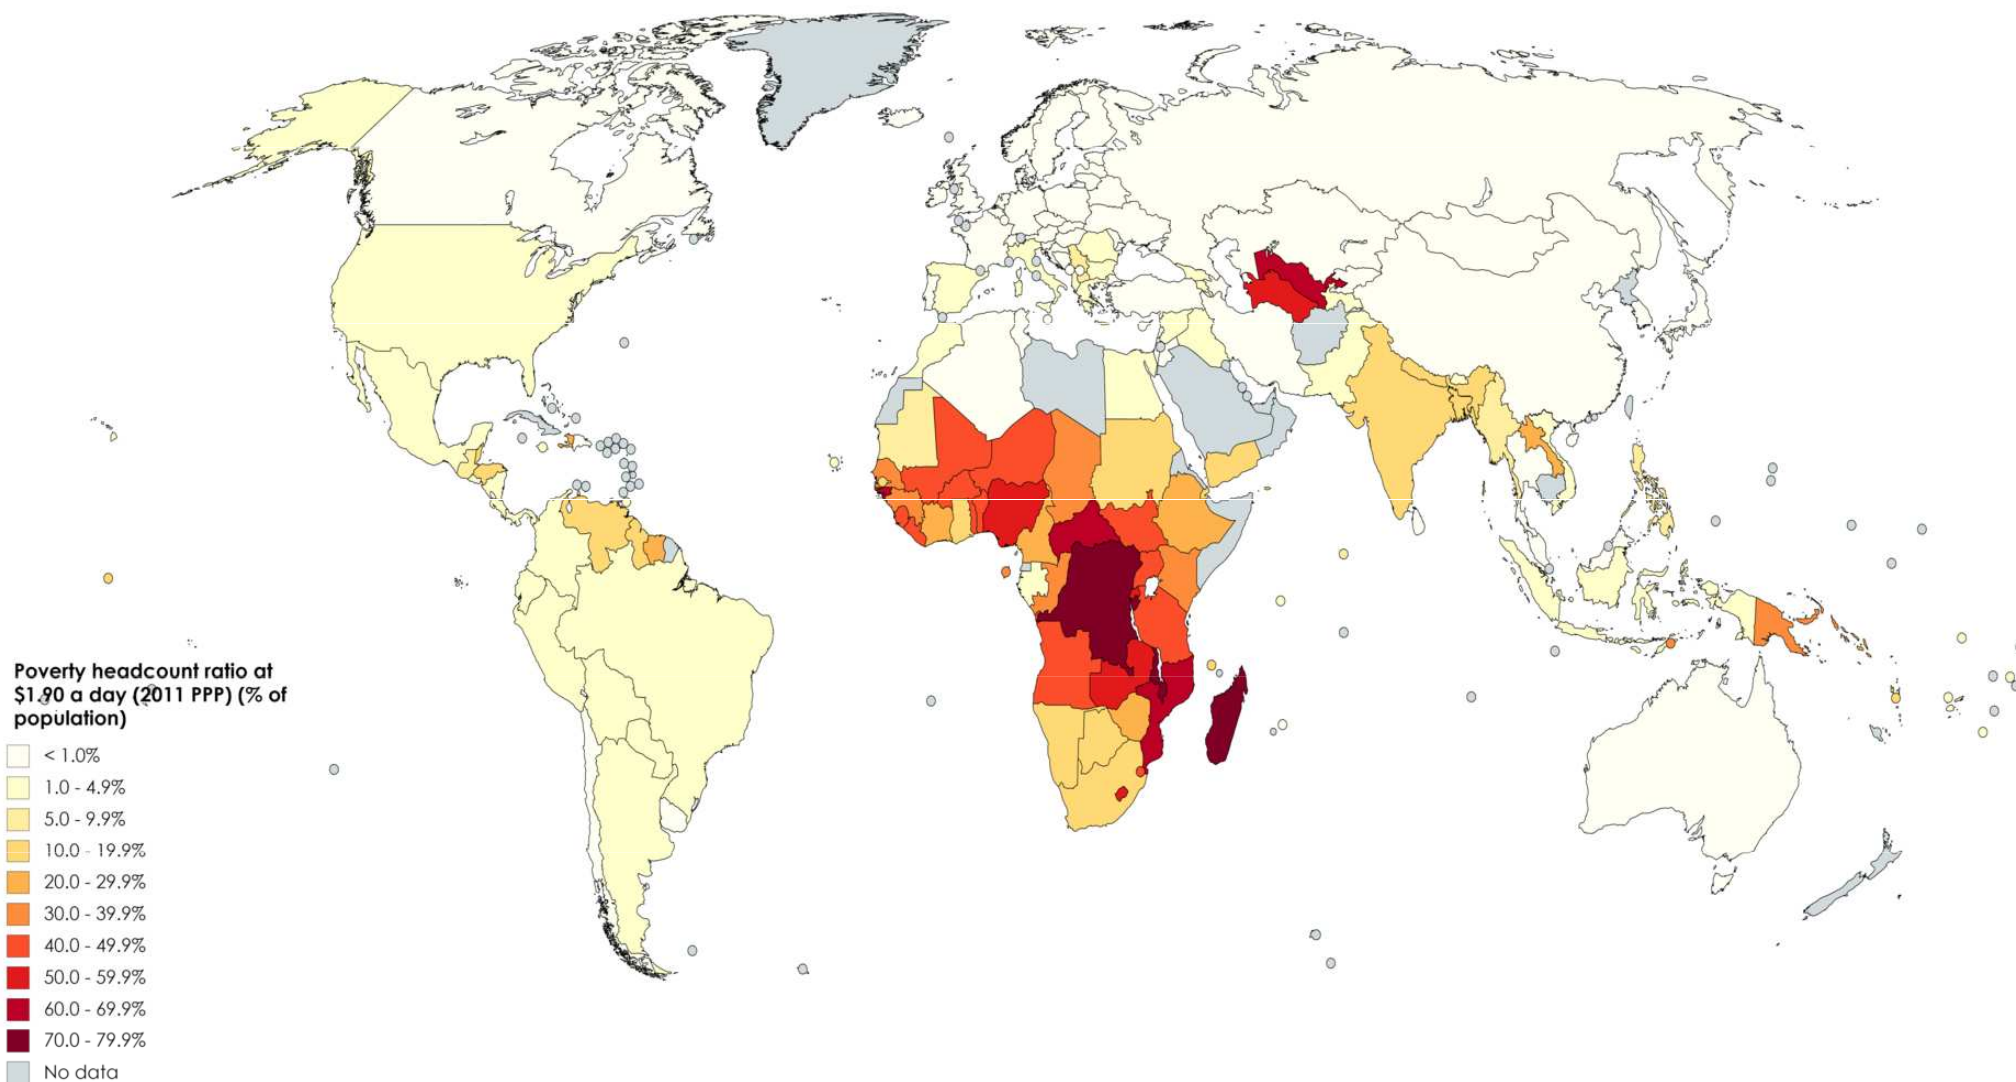 Poverty headcount ratio at
$1.90 a day (2011 PPP) (% of
population)
< 1.0%
1.0 - 4.9%
5.0 - 9.9%
10.0 - 19.9%
20.0 - 29.9%
30.0 - 39.9%
40.0 - 49.9%
50.0 - 59.9%
60.0 - 69.9%
70.0 - 79.9%
No data